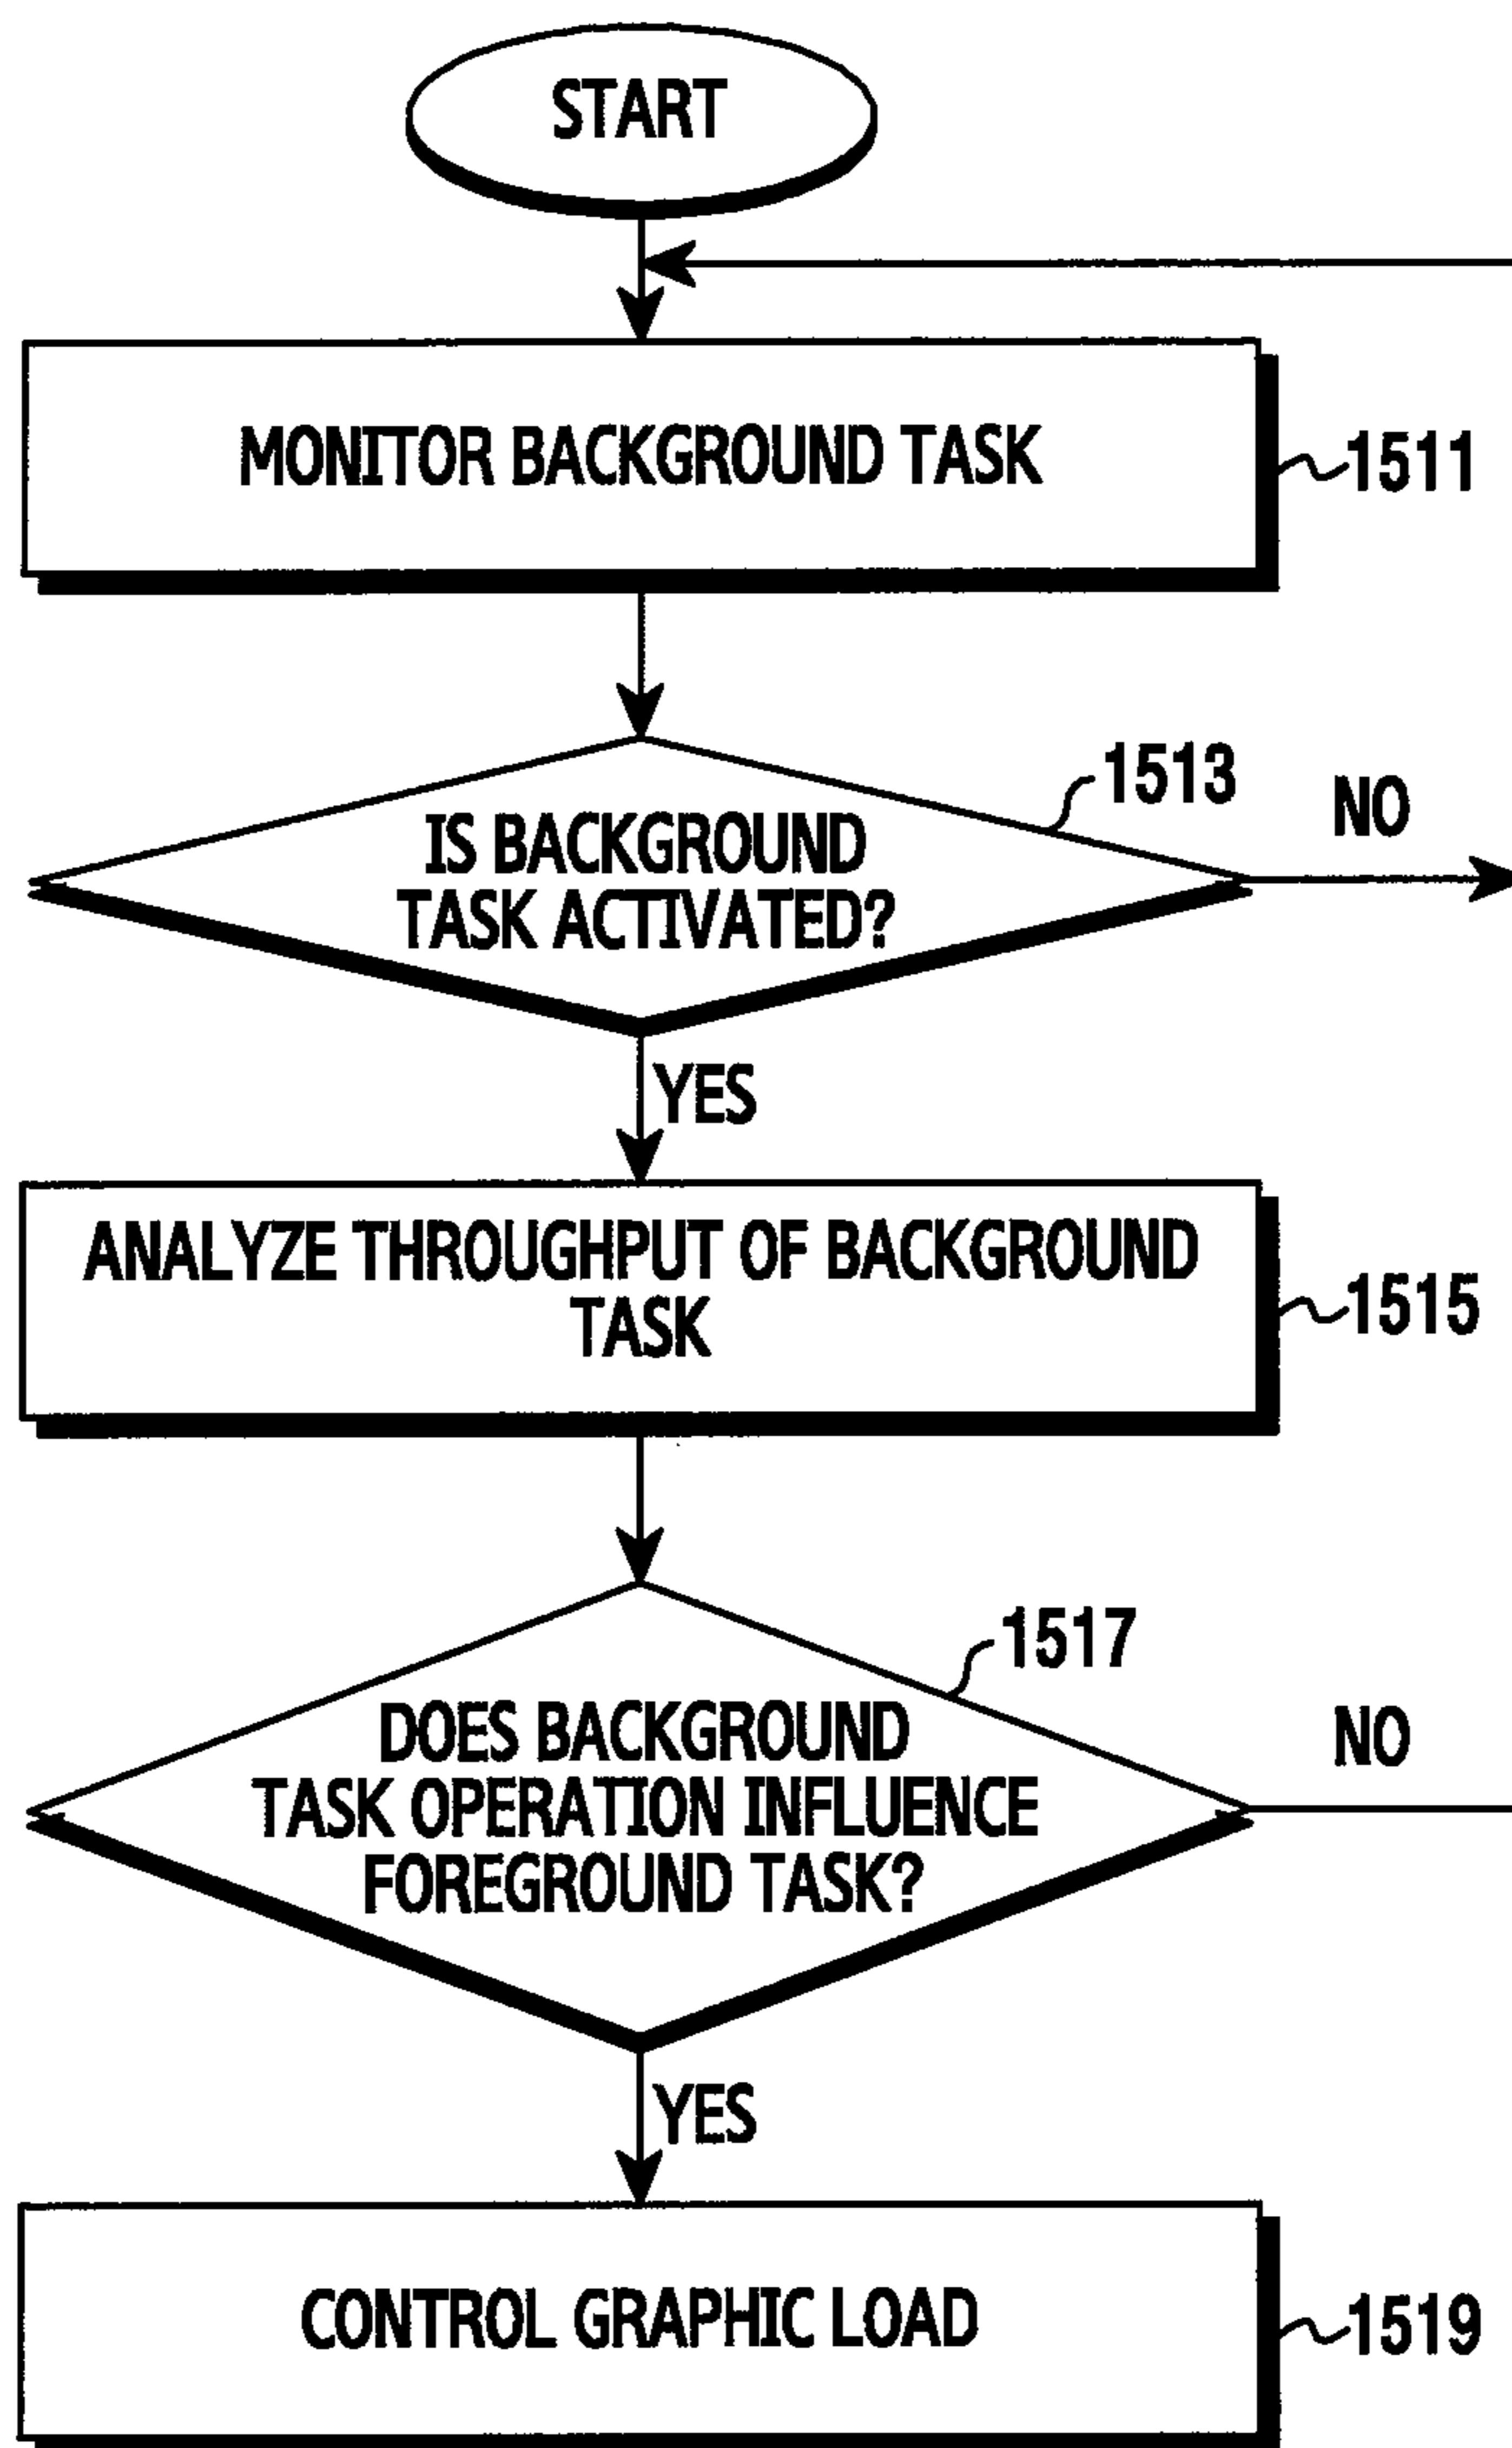 START
MONITOR BACKGROUND TASK
1511
1513
NO
IS BACKGROUND
TASK ACTIVATED?
YES
ANALYZE THROUGHPUT OF BACKGROUND
TASK
1515
1517
NO
DOES BACKGROUND
TASK OPERATION INFLUENCE
FOREGROUND TASK?
YES
CONTROL GRAPHIC LOAD
1519